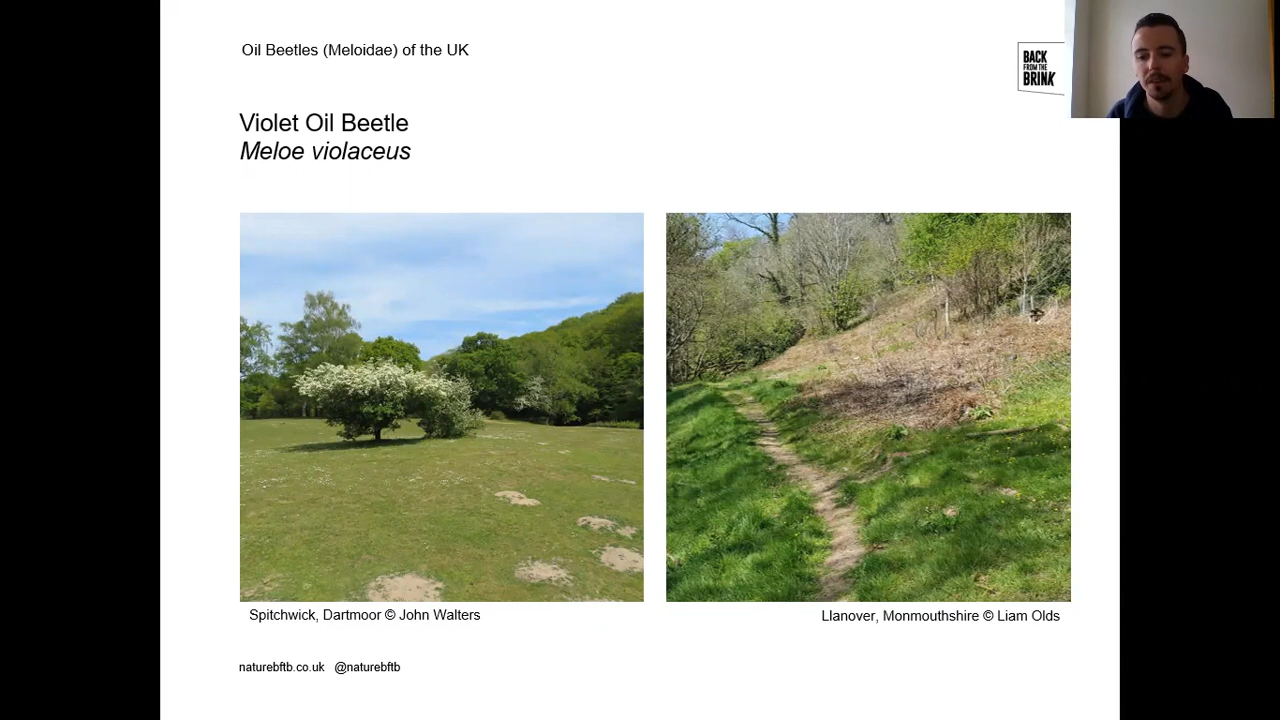 Oil Beetles (Meloidae) of the UK
BACK
FROM THE
BRINK
Violet Oil Beetle
Meloe violaceus
Spitchwick, Dartmoor © John Walters
Llanover, Monmouthshire © Liam Olds
naturebftb.co.uk @naturebftb